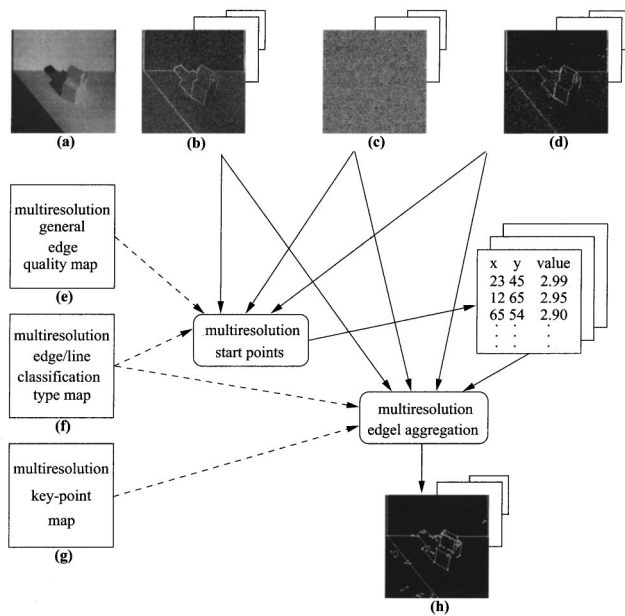 (a)
(b)
(c)
(d)
multiresolution
general
edge
quality map
(e)
x y value
23 45 2.99
12 65 2.95
65 54 2.90
. . .
. . .
. . .
multiresolution
start points
multiresolution
edge/line
classification
type map
(f)
multiresolution
edgel aggregation
multiresolution
key-point
map
(g)
(h)